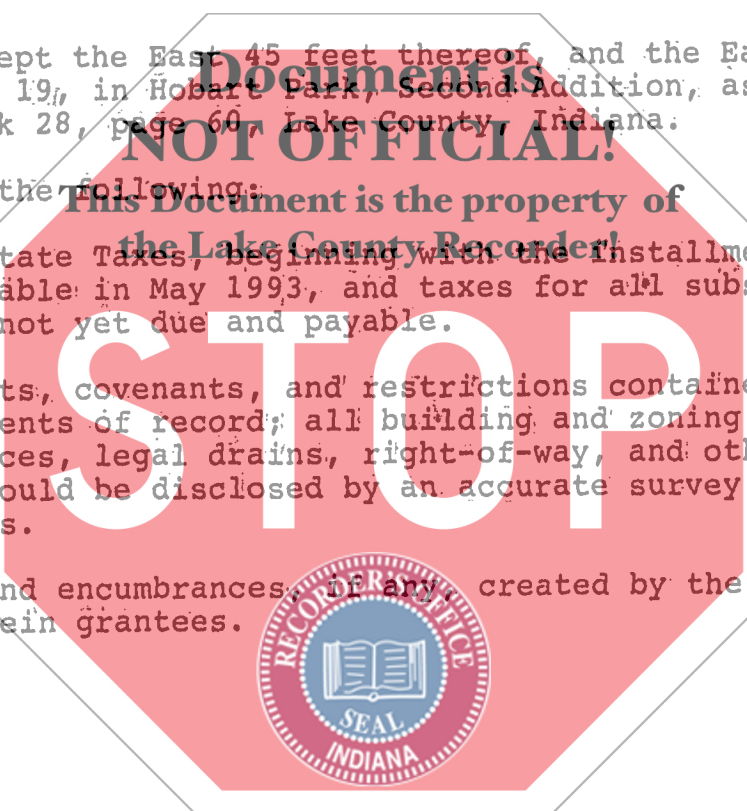 ept the East 45 feet thereof, and the Ea
19, in Hobart Park, Second Addition, as
k 28, page 60, Lake County, Indiana.
the following:
tate Taxes, beginning with the installme
able in May 1993, and taxes for all subs
not yet due and payable.
ts, covenants, and restrictions containe
ents of record; all building and zoning
ces, legal drains, right-of-way, and oth
ould be disclosed by an accurate survey
s.
nd encumbrances, if any, created by the
ein grantees.
Document is
NOT OFFICIAL!
This Document is the property of
the Lake County Recorder!
STOP
RECORDER'S OFFICE
SEAL
INDIANA